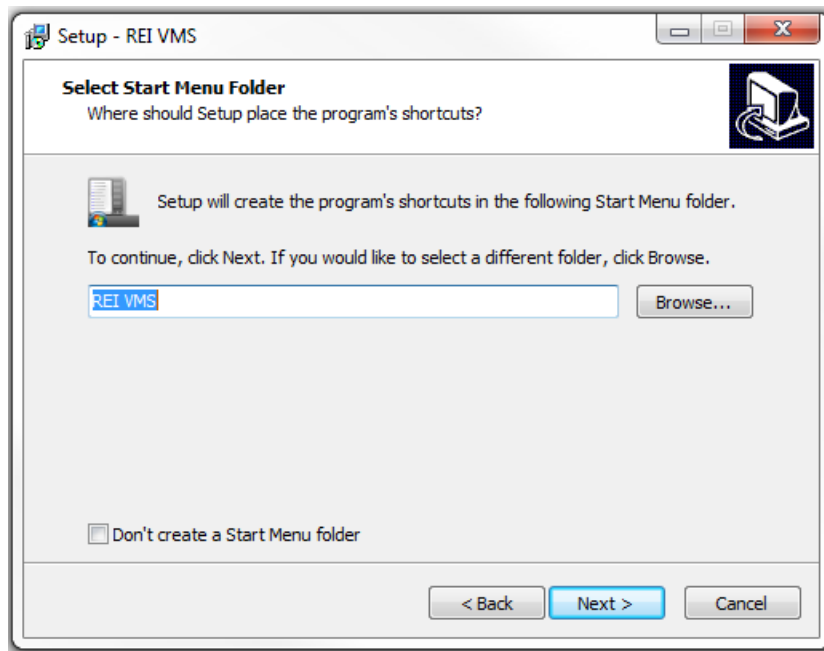 Setup - REI VMS
Select Start Menu Folder
Where should Setup place the program's shortcuts?
Setup will create the program's shortcuts in the following Start Menu folder.
To continue, click Next. If you would like to select a different folder, click Browse.
REI VMS
Browse...
Don't create a Start Menu folder
< Back
Next >
Cancel